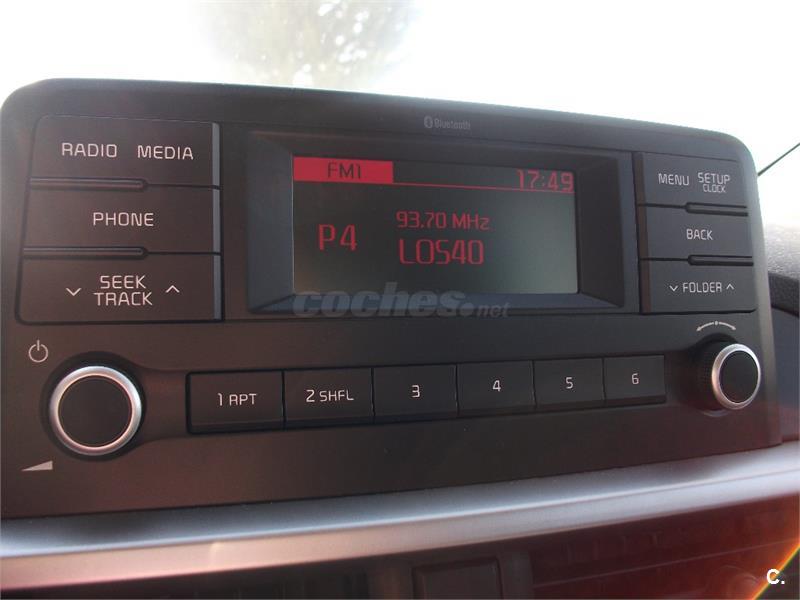 Bluetooth
RADIO MEDIA
PHONE
SEEK
TRACK
FM1 17:49
93.70 MHz
P4
LOS40
MENU SETUP
CLOCK
BACK
FOLDER
coches.net
1 RPT 2 SHFL 3 4 5 6
C.